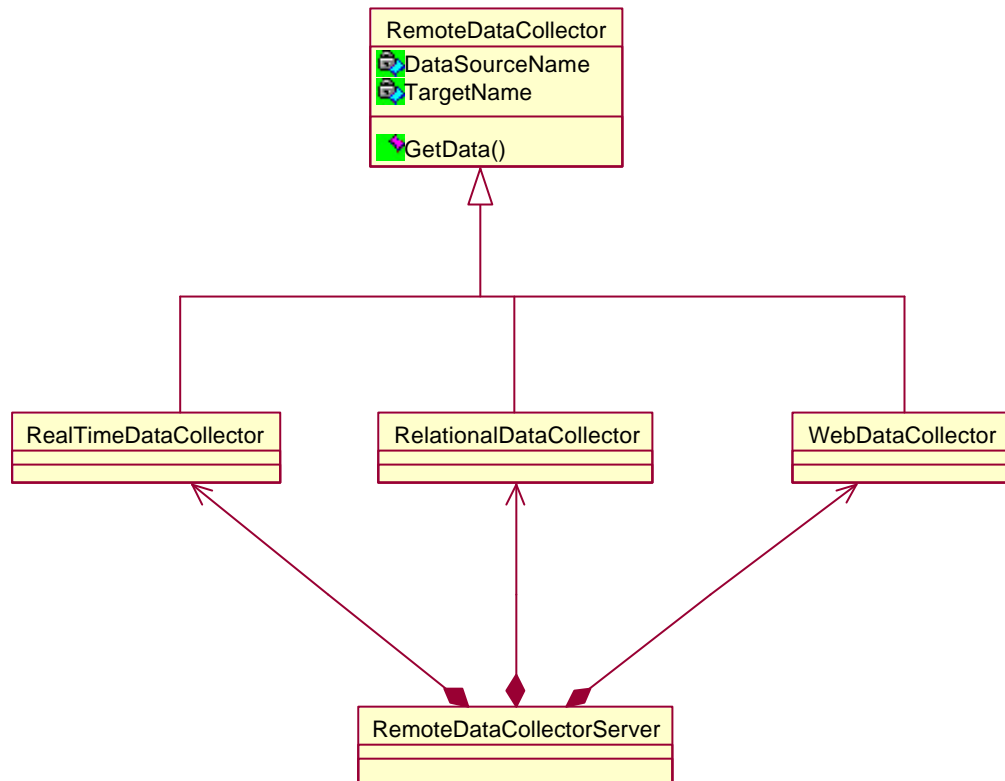 RemoteDataCollector
DataSourceName
TargetName
GetData()
RealTimeDataCollector
RelationalDataCollector
WebDataCollector
RemoteDataCollectorServer